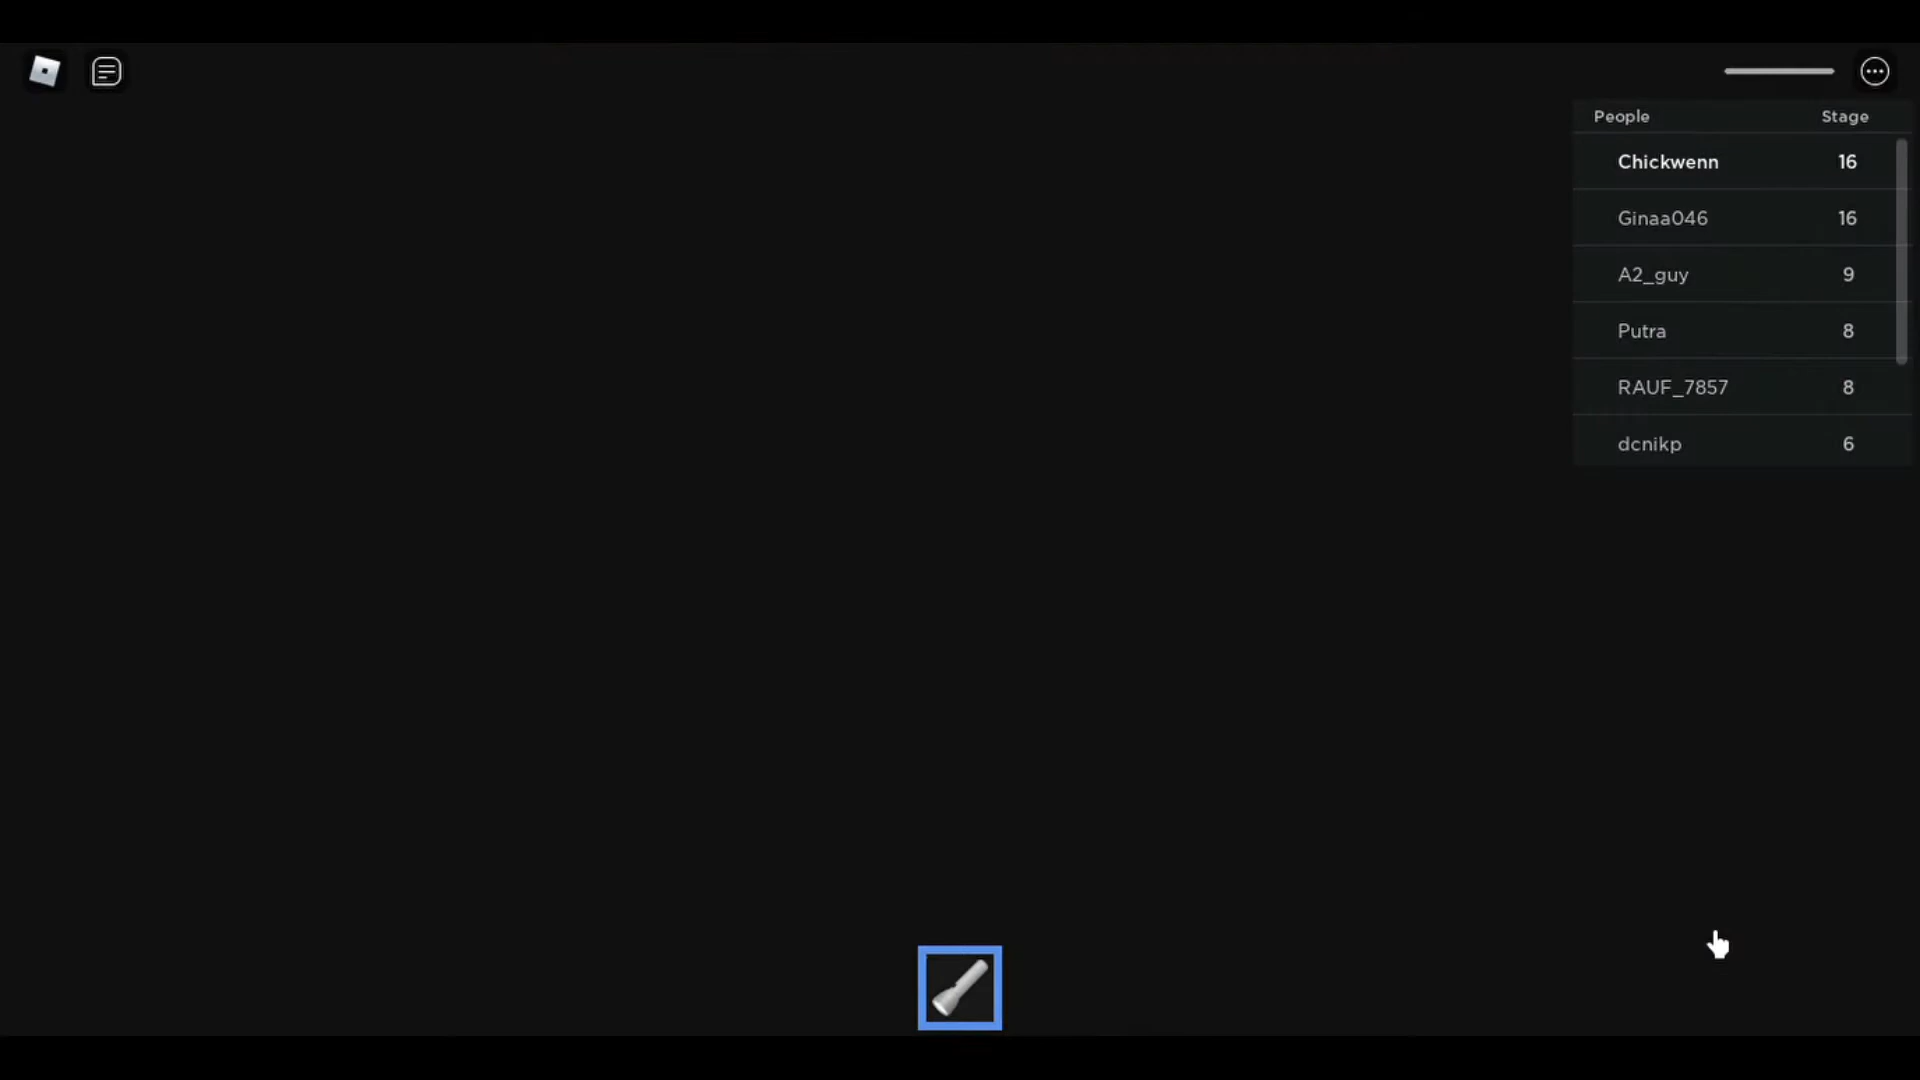 People Stage
Chickwenn 16
Ginaa046 16
A2_guy 9
Putra 8
RAUF_7857 8
dcnikp 6